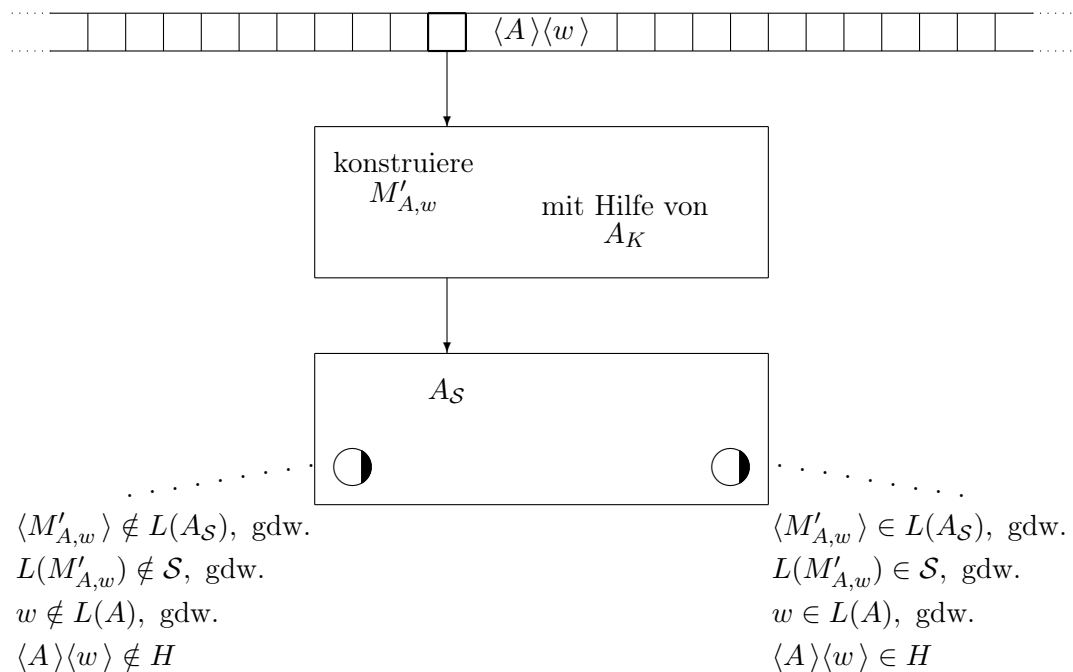 ⟨A⟩⟨w⟩
konstruiere
M′_{A,w}
mit Hilfe von
A_K
A_𝒮
⟨M′_{A,w}⟩ ∉ L(A_𝒮), gdw.
L(M′_{A,w}) ∉ 𝒮, gdw.
w ∉ L(A), gdw.
⟨A⟩⟨w⟩ ∉ H
⟨M′_{A,w}⟩ ∈ L(A_𝒮), gdw.
L(M′_{A,w}) ∈ 𝒮, gdw.
w ∈ L(A), gdw.
⟨A⟩⟨w⟩ ∈ H